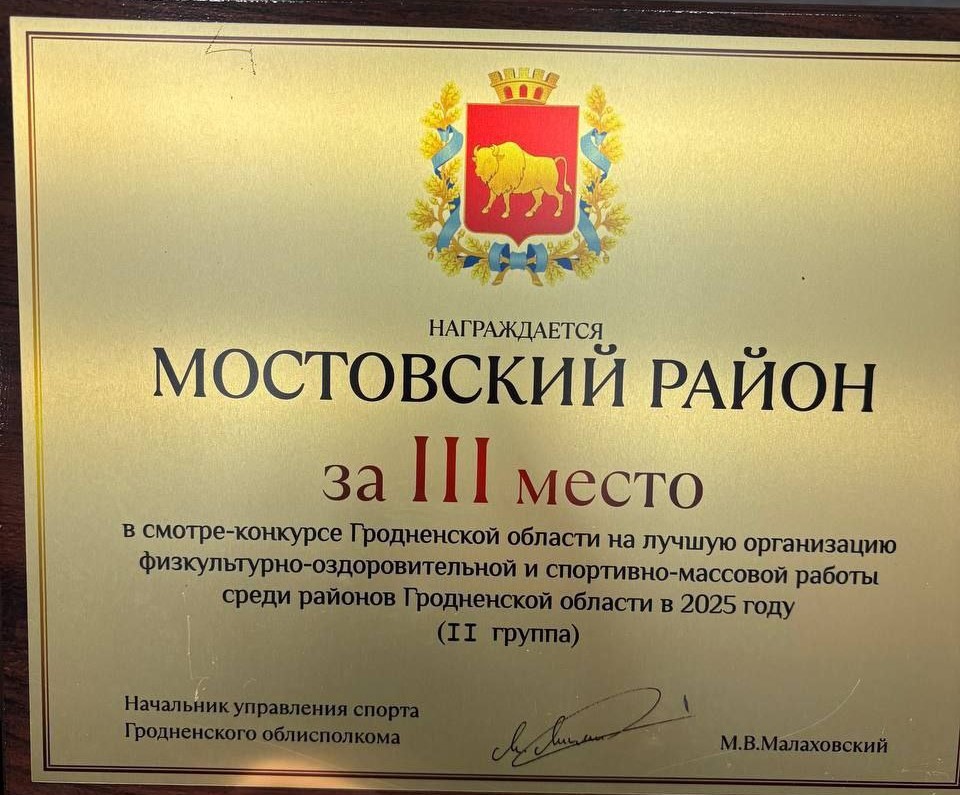 НАГРАЖДАЕТСЯ
МОСТОВСКИЙ РАЙОН
за III место
в смотре-конкурсе Гродненской области на лучшую организацию
физкультурно-оздоровительной и спортивно-массовой работы
среди районов Гродненской области в 2025 году
(II группа)
Начальник управления спорта
Гродненского облисполкома
М.В.Малаховский